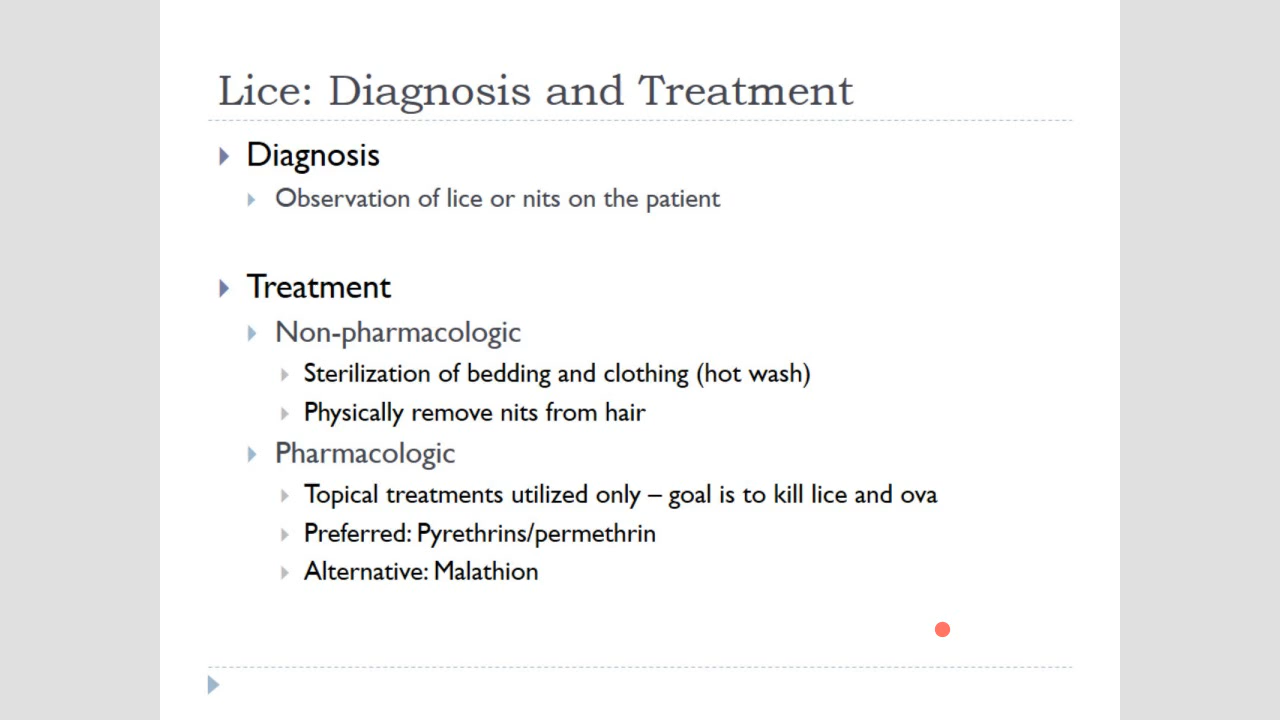 Lice: Diagnosis and Treatment
Diagnosis
Observation of lice or nits on the patient
Treatment
Non-pharmacologic
Sterilization of bedding and clothing (hot wash)
Physically remove nits from hair
Pharmacologic
Topical treatments utilized only – goal is to kill lice and ova
Preferred: Pyrethrins/permethrin
Alternative: Malathion